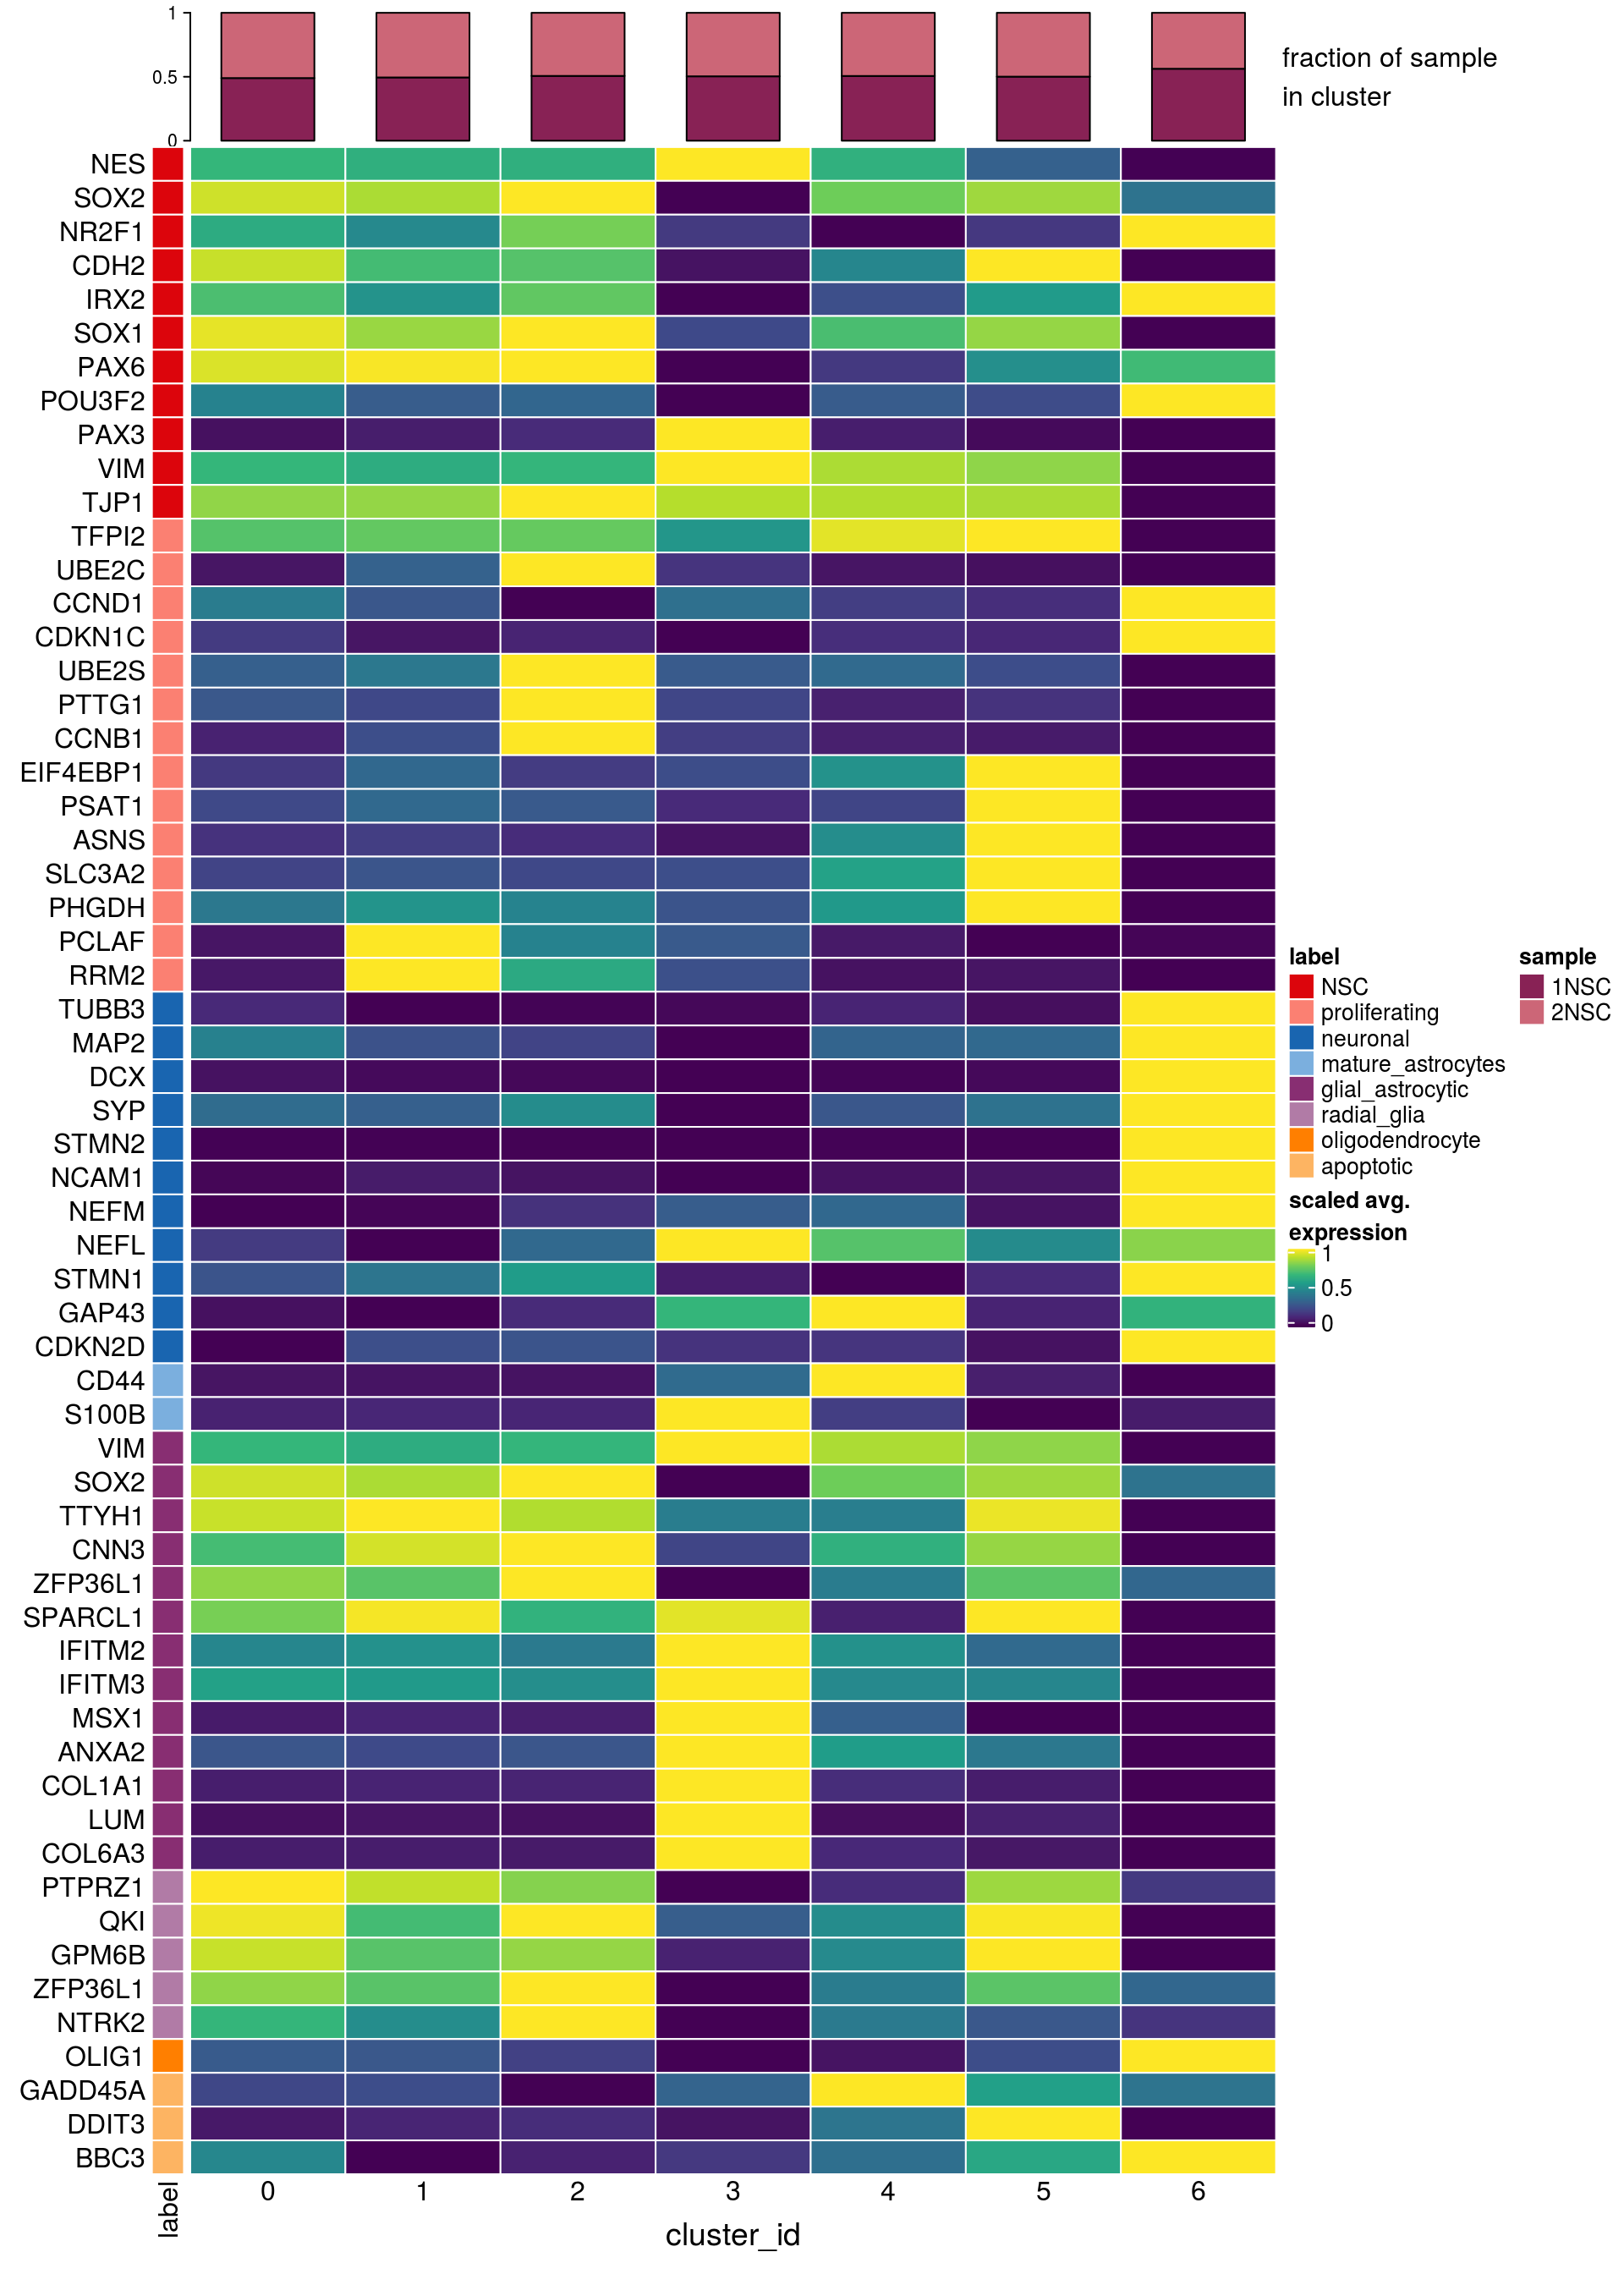 1
0.5
0
fraction of sample
in cluster
NES
SOX2
NR2F1
CDH2
IRX2
SOX1
PAX6
POU3F2
PAX3
VIM
TJP1
TFPI2
UBE2C
CCND1
CDKN1C
UBE2S
PTTG1
CCNB1
EIF4EBP1
PSAT1
ASNS
SLC3A2
PHGDH
PCLAF
RRM2
TUBB3
MAP2
DCX
SYP
STMN2
NCAM1
NEFM
NEFL
STMN1
GAP43
CDKN2D
CD44
S100B
VIM
SOX2
TTYH1
CNN3
ZFP36L1
SPARCL1
IFITM2
IFITM3
MSX1
ANXA2
COL1A1
LUM
COL6A3
PTPRZ1
QKI
GPM6B
ZFP36L1
NTRK2
OLIG1
GADD45A
DDIT3
BBC3
label
0 1 2 3 4 5 6
cluster_id
label
NSC
proliferating
neuronal
mature_astrocytes
glial_astrocytic
radial_glia
oligodendrocyte
apoptotic
scaled avg.
expression
1
0.5
0
sample
1NSC
2NSC